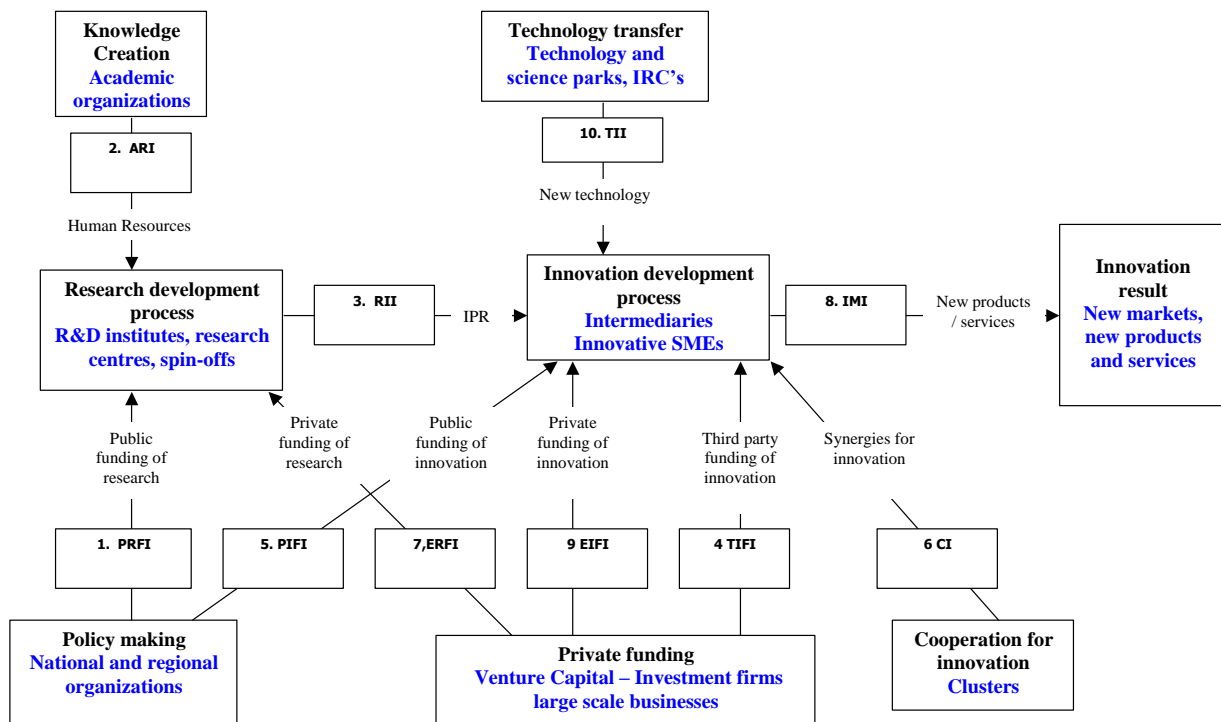 Knowledge
Creation
Academic
organizations
Technology transfer
Technology and
science parks, IRC’s
2. ARI
10. TII
Human Resources
New technology
Research development
process
R&D institutes, research
centres, spin-offs
3. RII
IPR
Innovation development
process
Intermediaries
Innovative SMEs
8. IMI
New products
/ services
Innovation
result
New markets,
new products
and services
Public
funding of
research
Private
funding of
research
Public
funding of
innovation
Private
funding of
innovation
Third party
funding of
innovation
Synergies for
innovation
1. PRFI
5. PIFI
7,ERFI
9 EIFI
4 TIFI
6 CI
Policy making
National and regional
organizations
Private funding
Venture Capital – Investment firms
large scale businesses
Cooperation for
innovation
Clusters